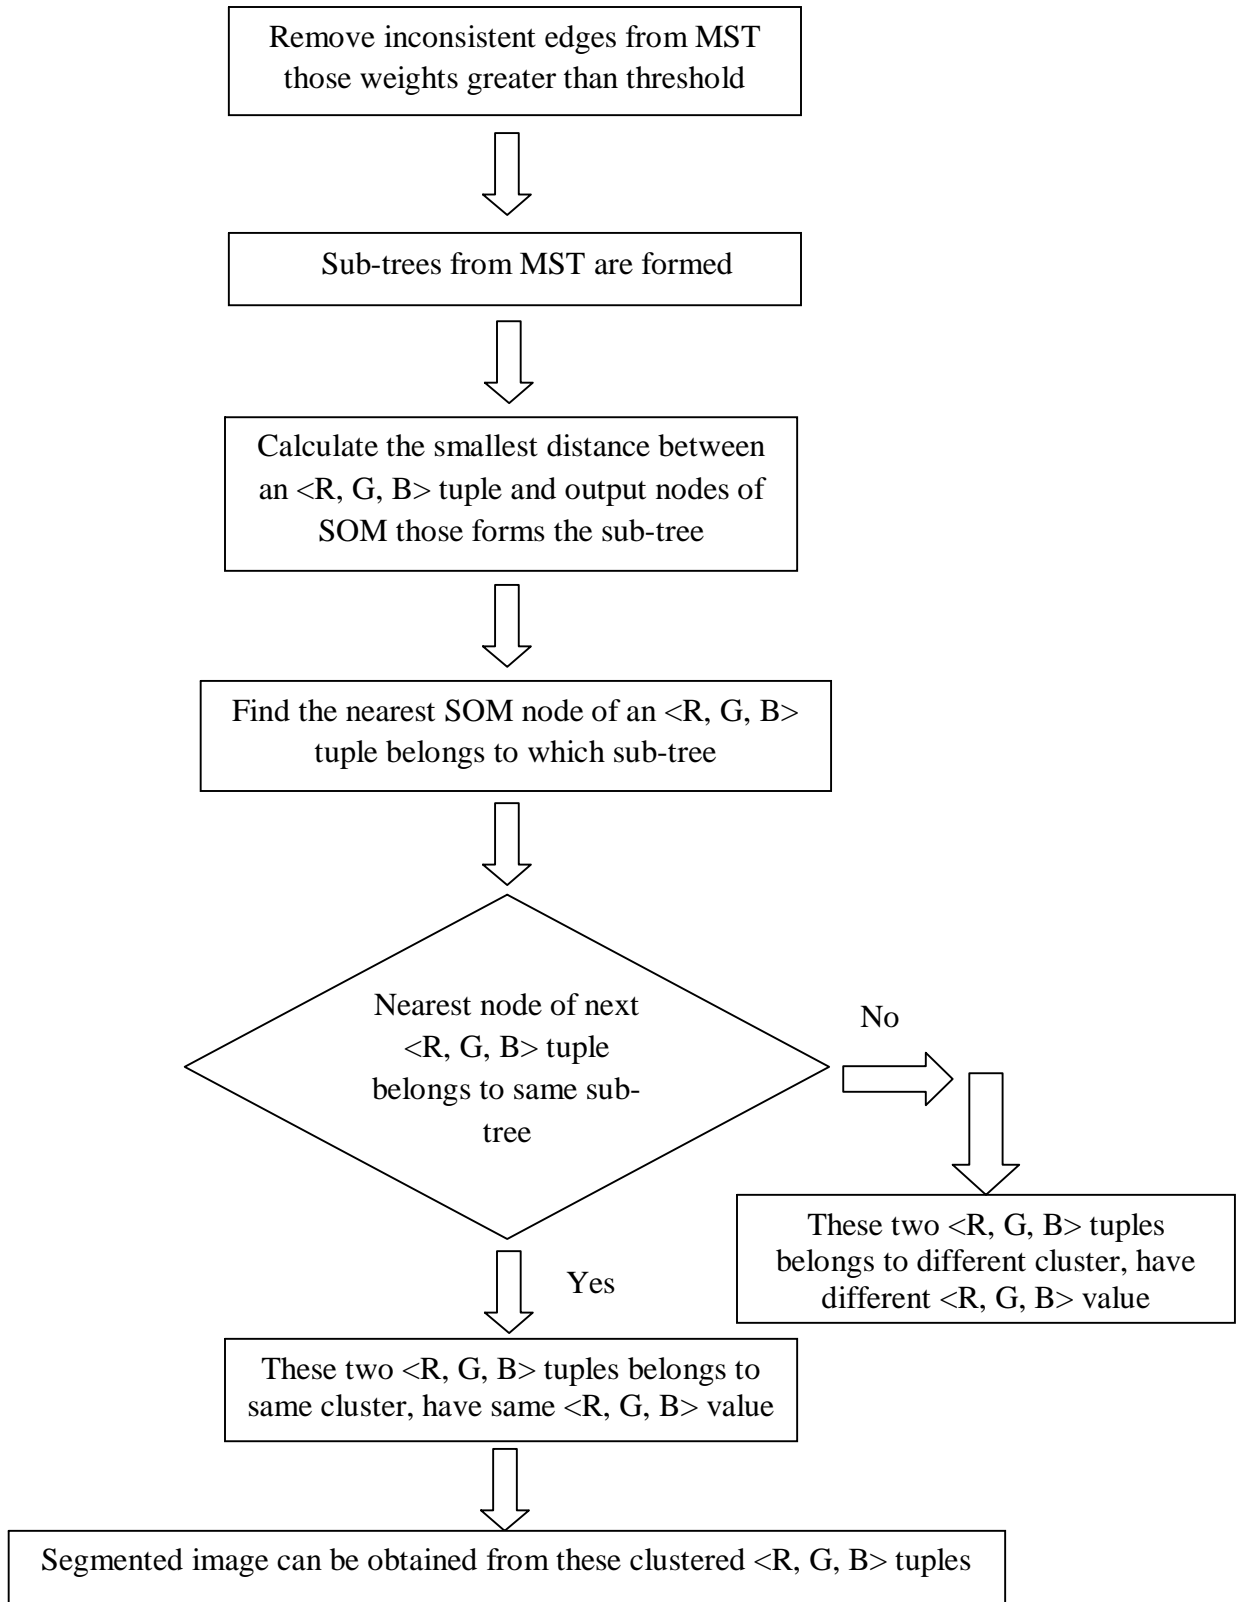 Remove inconsistent edges from MST
those weights greater than threshold
Sub-trees from MST are formed
Calculate the smallest distance between
an <R, G, B> tuple and output nodes of
SOM those forms the sub-tree
Find the nearest SOM node of an <R, G, B>
tuple belongs to which sub-tree
Nearest node of next
<R, G, B> tuple
belongs to same sub-
tree
No
These two <R, G, B> tuples
belongs to different cluster, have
different <R, G, B> value
Yes
These two <R, G, B> tuples belongs to
same cluster, have same <R, G, B> value
Segmented image can be obtained from these clustered <R, G, B> tuples